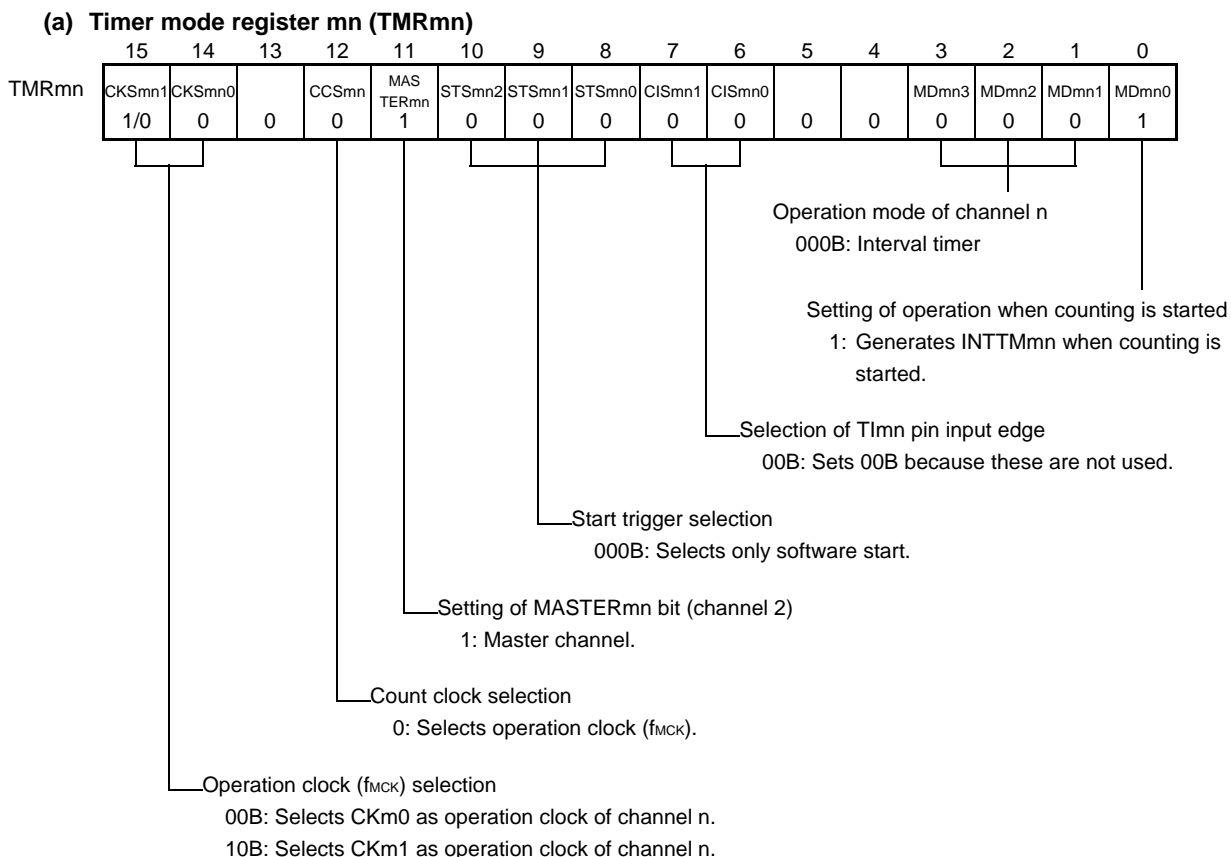 (a) Timer mode register mn (TMRmn)
15 14 13 12 11 10 9 8 7 6 5 4 3 2 1 0
TMRmn CKSmn1 CKSmn0 CCSmn MAS TERmn STSmn2 STSmn1 STSmn0 CISmn1 CISmn0 MDmn3 MDmn2 MDmn1 MDmn0
1/0 0 0 0 1 0 0 0 0 0 0 0 0 0 0 1
Operation mode of channel n
000B: Interval timer
Setting of operation when counting is started
1: Generates INTTMmn when counting is
started.
Selection of TImn pin input edge
00B: Sets 00B because these are not used.
Start trigger selection
000B: Selects only software start.
Setting of MASTERmn bit (channel 2)
1: Master channel.
Count clock selection
0: Selects operation clock (fMCK).
Operation clock (fMCK) selection
00B: Selects CKm0 as operation clock of channel n.
10B: Selects CKm1 as operation clock of channel n.